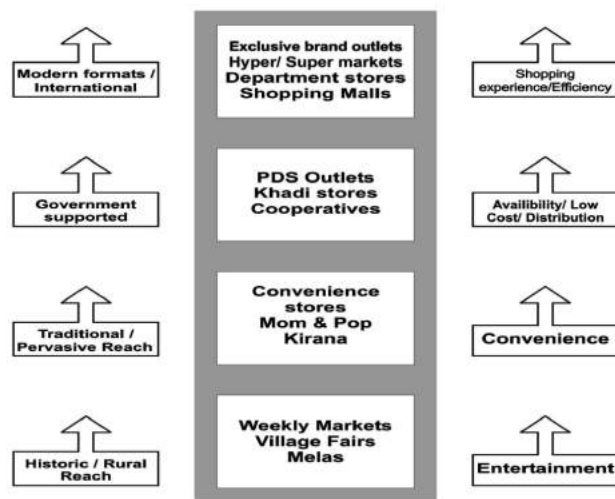 Modern formats /
International
Exclusive brand outlets
Hyper/ Super markets
Department stores
Shopping Malls
Shopping
experience/Efficiency
Government
supported
PDS Outlets
Khadi stores
Cooperatives
Availibility/ Low
Cost/ Distribution
Traditional /
Pervasive Reach
Convenience
stores
Mom & Pop
Kirana
Convenience
Historic / Rural
Reach
Weekly Markets
Village Fairs
Melas
Entertainment